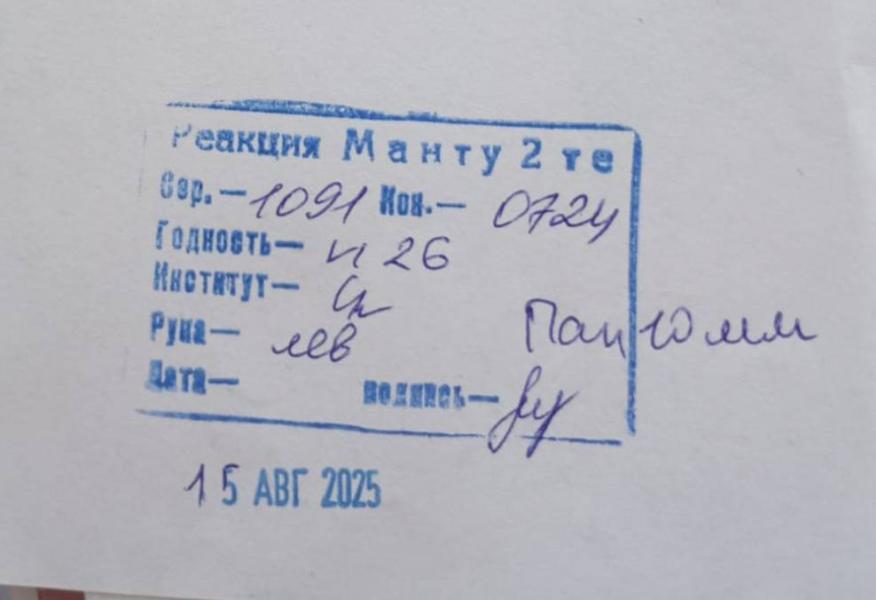 Реакция Манту 2 те
Сер. — 1091 Кон. — 0724
Годность — 26
Институт —
Рука — лев
Пап 10 мм
Дата — подпись —
15 АВГ 2025